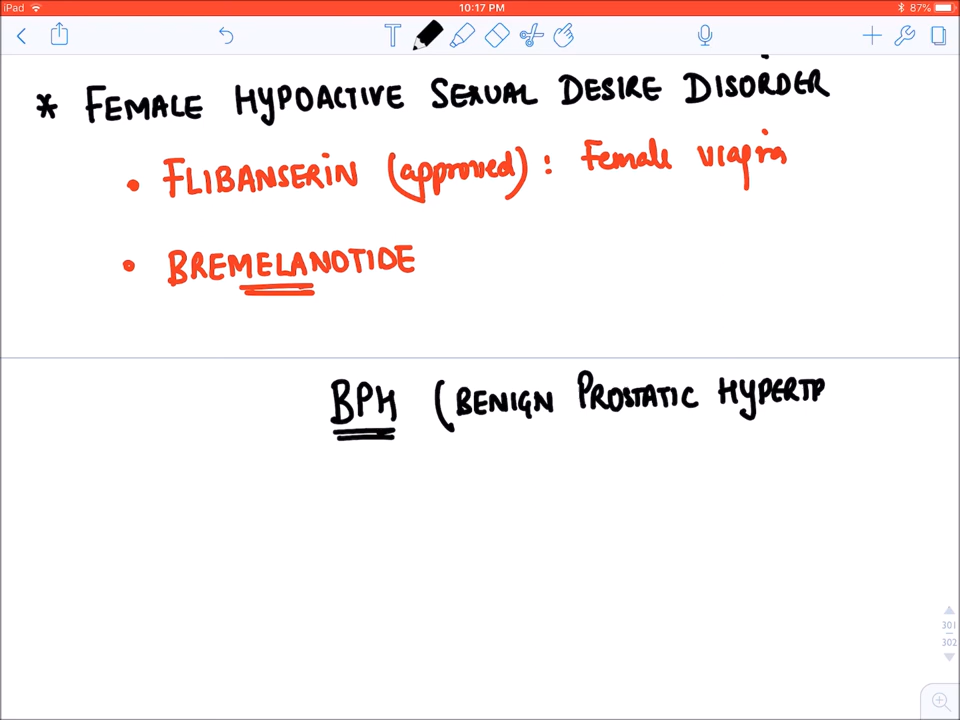 iPad 10:17 PM 87%
T
* FEMALE HYPOACTIVE SEXUAL DESIRE DISORDER
• FLIBANSERIN (approved) : Female viagra
• BREMELANOTIDE
BPH (BENIGN PROSTATIC HYPERTP
301
302